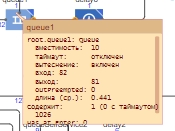 queue1
root.queue1: queue
вместимость: 10
таймаут: отключен
вытеснение: включен
вход: 52
выход: 51
outPreempted: 0
длина (ср.): 0.441
содержит: 1 (0 с таймаутом)
1026